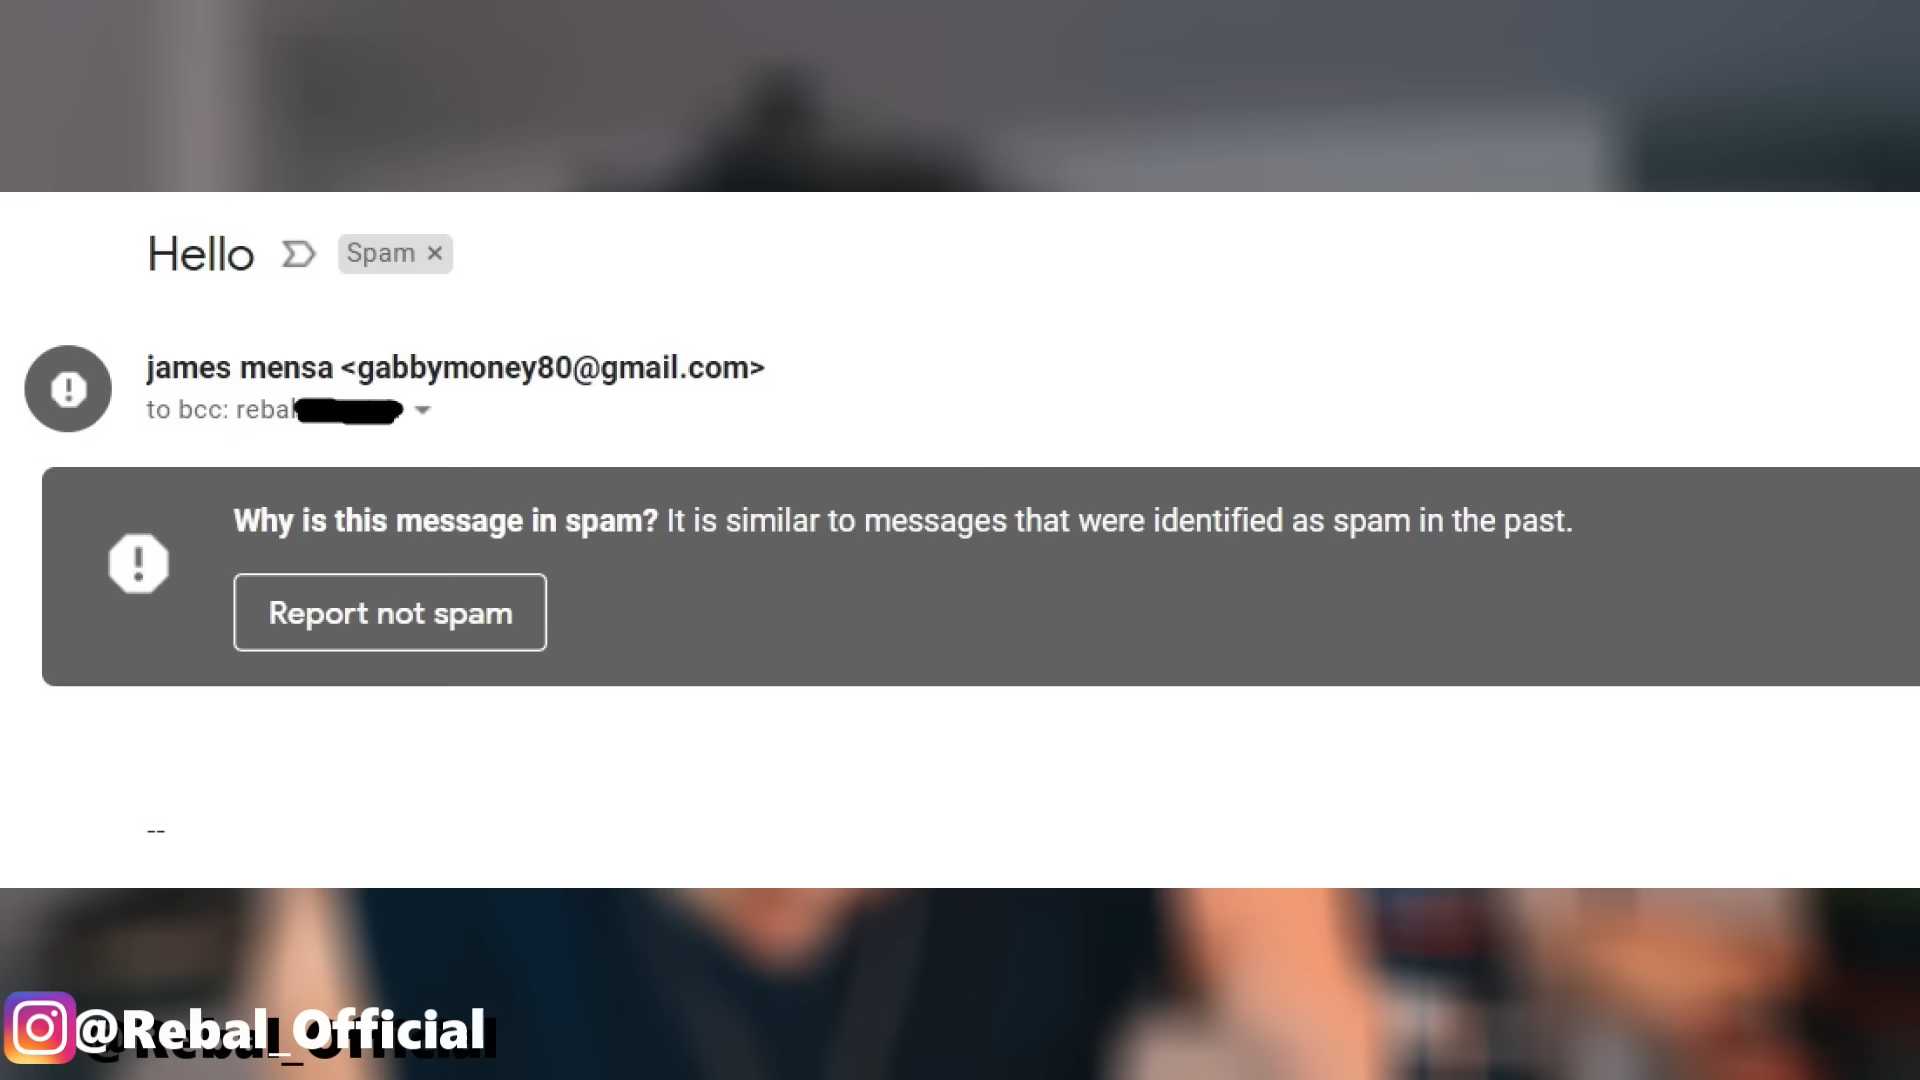 Hello Spam ×
james mensa <gabbymoney80@gmail.com>
to bcc: rebal
Why is this message in spam? It is similar to messages that were identified as spam in the past.
Report not spam
--
@Rebal_Official